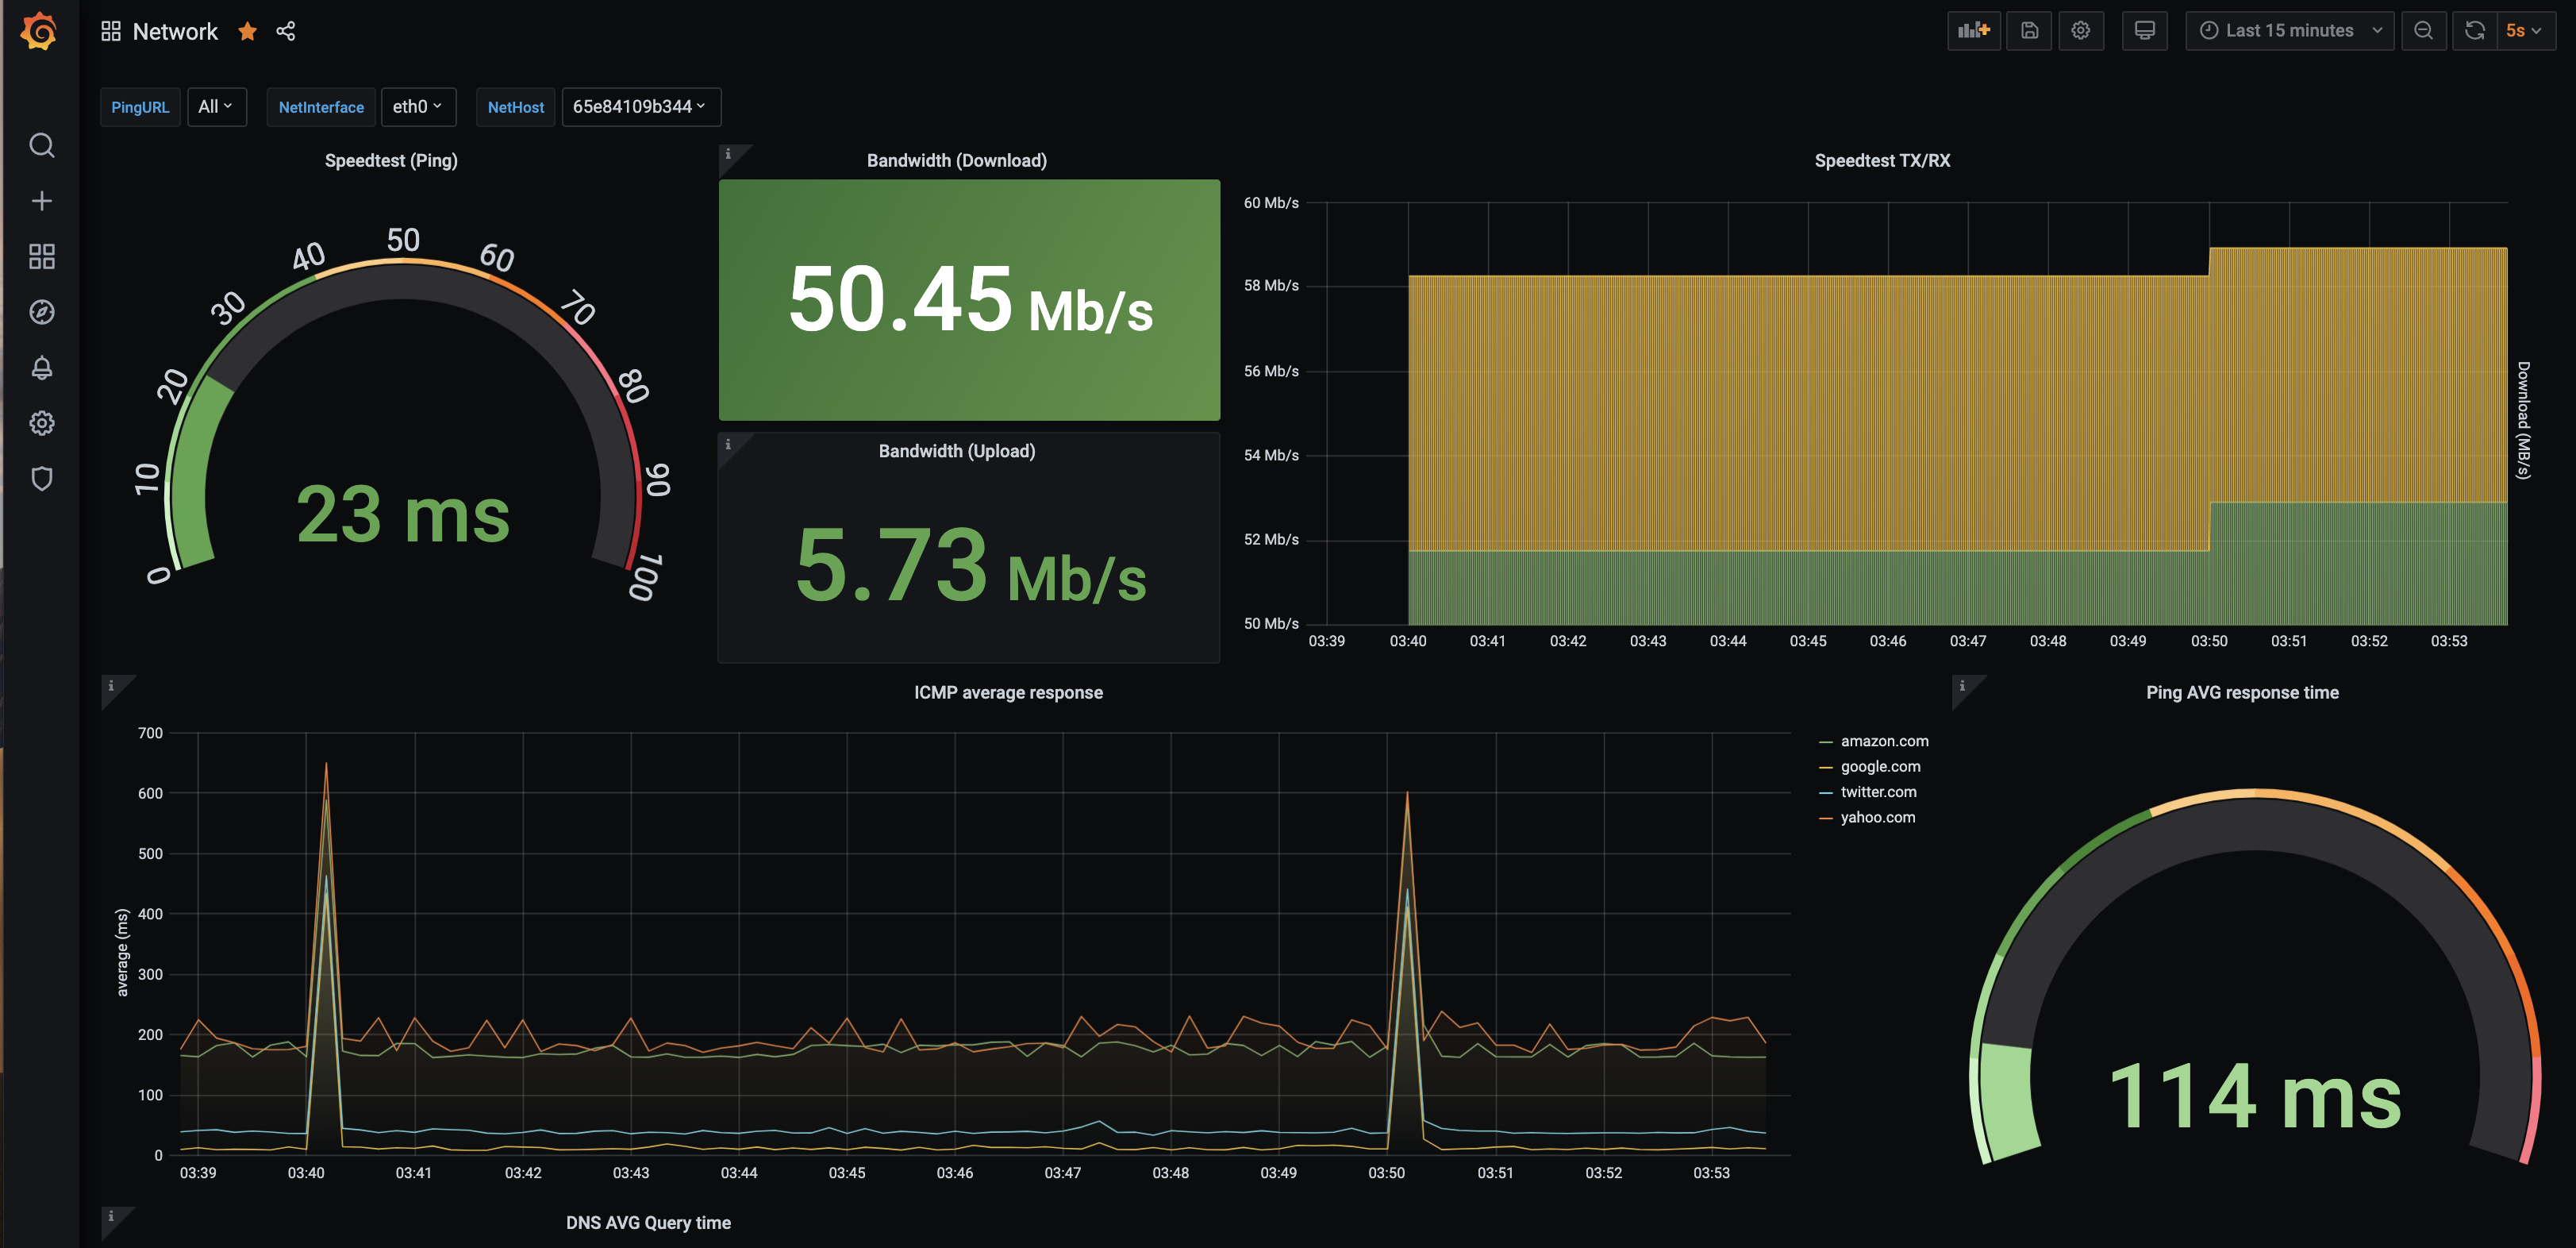 Network
Last 15 minutes
5s
PingURL
All
NetInterface
eth0
NetHost
65e84109b344
Speedtest (Ping)
0
10
20
30
40
50
60
70
80
90
100
23 ms
i
Bandwidth (Download)
50.45 Mb/s
i
Bandwidth (Upload)
5.73 Mb/s
Speedtest TX/RX
60 Mb/s
58 Mb/s
56 Mb/s
54 Mb/s
52 Mb/s
50 Mb/s
03:39 03:40 03:41 03:42 03:43 03:44 03:45 03:46 03:47 03:48 03:49 03:50 03:51 03:52 03:53
Download (MB/s)
i
ICMP average response
average (ms)
700
600
500
400
300
200
100
0
03:39 03:40 03:41 03:42 03:43 03:44 03:45 03:46 03:47 03:48 03:49 03:50 03:51 03:52 03:53
amazon.com
google.com
twitter.com
yahoo.com
i
Ping AVG response time
114 ms
i
DNS AVG Query time